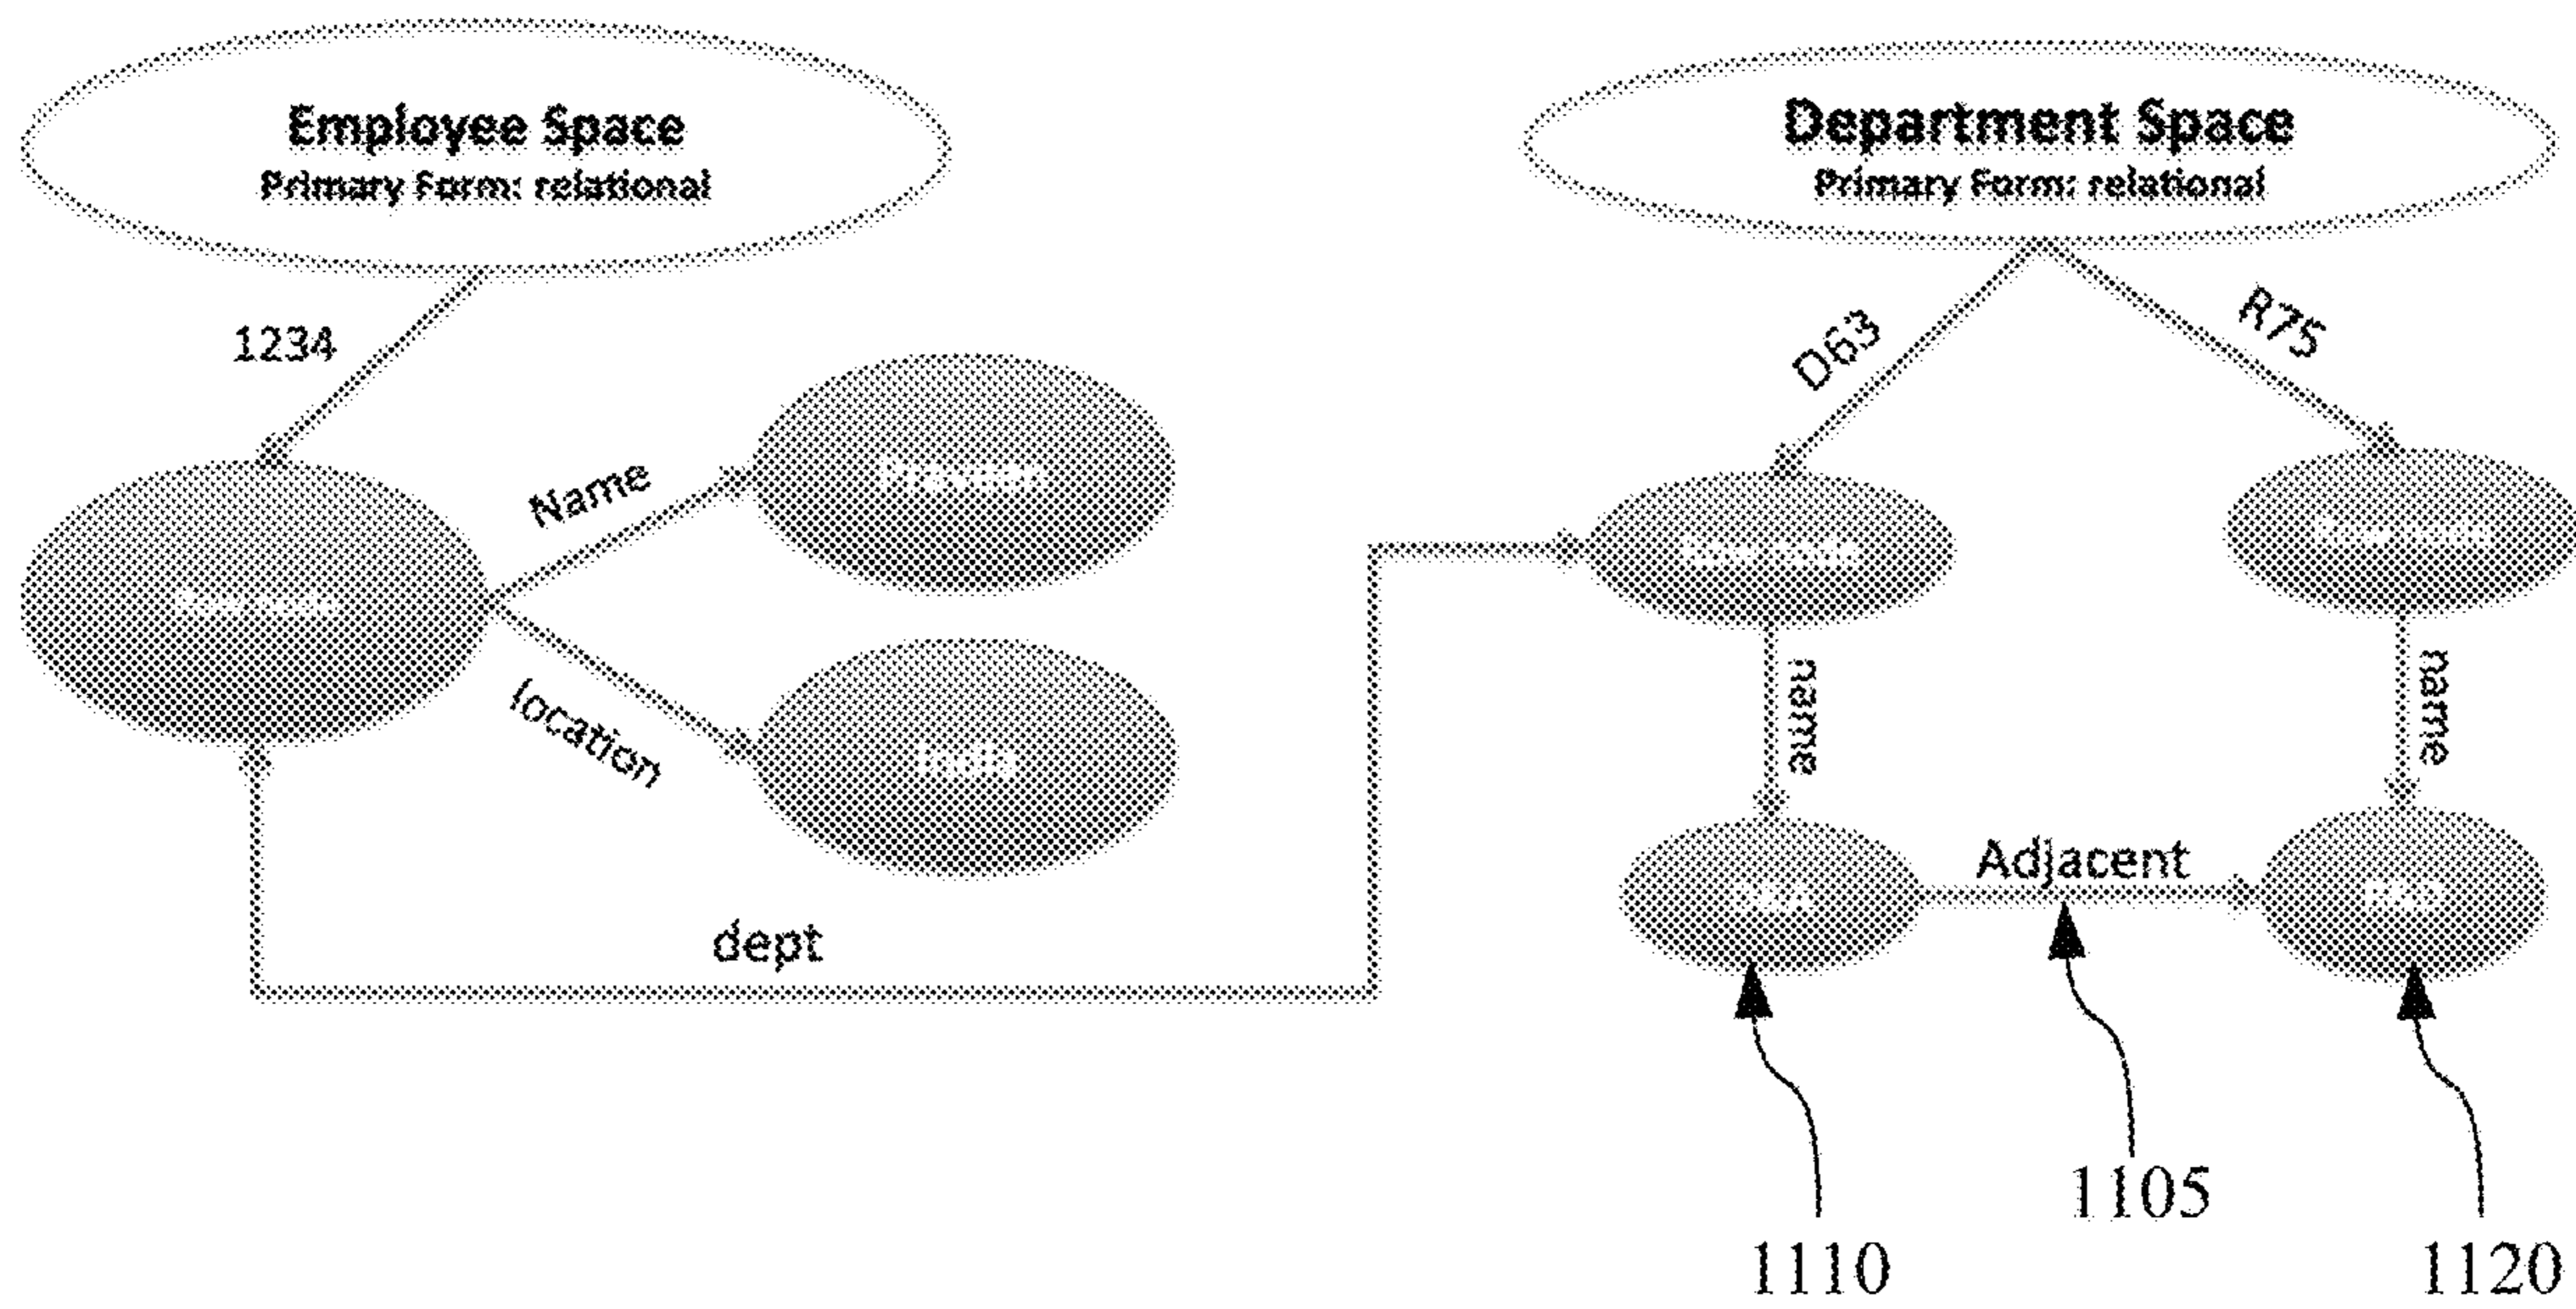 Employee Space
Primary Form: relational
Department Space
Primary Form: relational
1234
D63
R75
Name
location
India
name
name
Adjacent
dept
1105
1110
1120